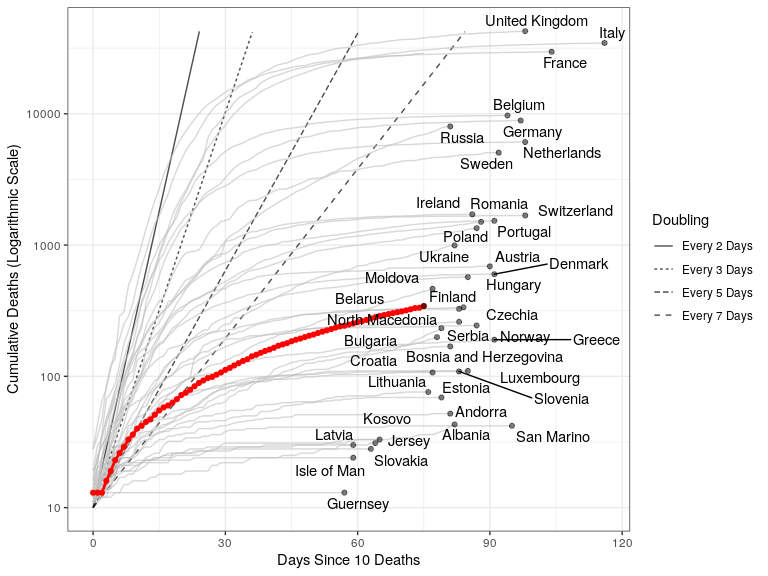 United Kingdom
Italy
France
Belgium
10000
Germany
Russia
Netherlands
Sweden
Ireland
Romania
Switzerland
Portugal
Poland
1000
Ukraine
Austria
Denmark
Moldova
Hungary
Belarus
Finland
Czechia
North Macedonia
Serbia
Norway
Greece
Bulgaria
Bosnia and Herzegovina
Croatia
100
Lithuania
Luxembourg
Estonia
Slovenia
Kosovo
Andorra
Latvia
Jersey
Albania
San Marino
Slovakia
Isle of Man
10
Guernsey
0
30
60
90
120
Days Since 10 Deaths
Cumulative Deaths (Logarithmic Scale)
Doubling
Every 2 Days
Every 3 Days
Every 5 Days
Every 7 Days